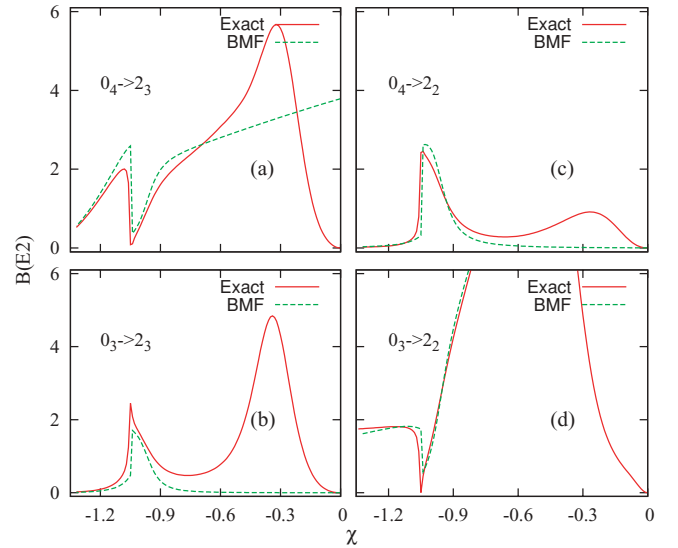 Exact
BMF
0₄->2₃
(a)
6
4
2
0
Exact
BMF
0₄->2₂
(c)
B(E2)
Exact
BMF
0₃->2₃
(b)
6
4
2
0
-1.2 -0.9 -0.6 -0.3 0
Exact
BMF
0₃->2₂
(d)
-1.2 -0.9 -0.6 -0.3 0
χ